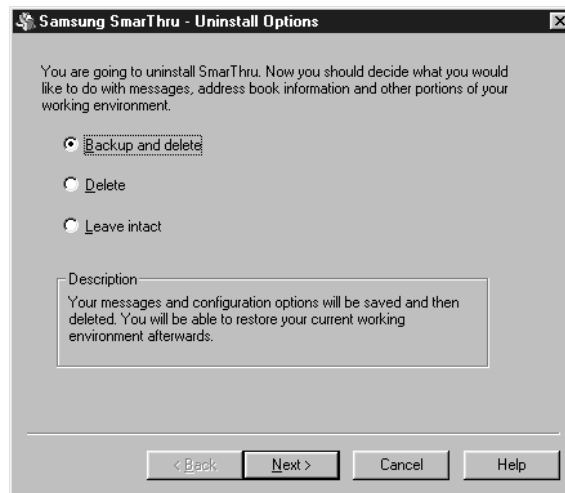 Samsung SmarThru - Uninstall Options
You are going to uninstall SmarThru. Now you should decide what you would
like to do with messages, address book information and other portions of your
working environment.
Backup and delete
Delete
Leave intact
Description
Your messages and configuration options will be saved and then
deleted. You will be able to restore your current working
environment afterwards.
< Back Next > Cancel Help